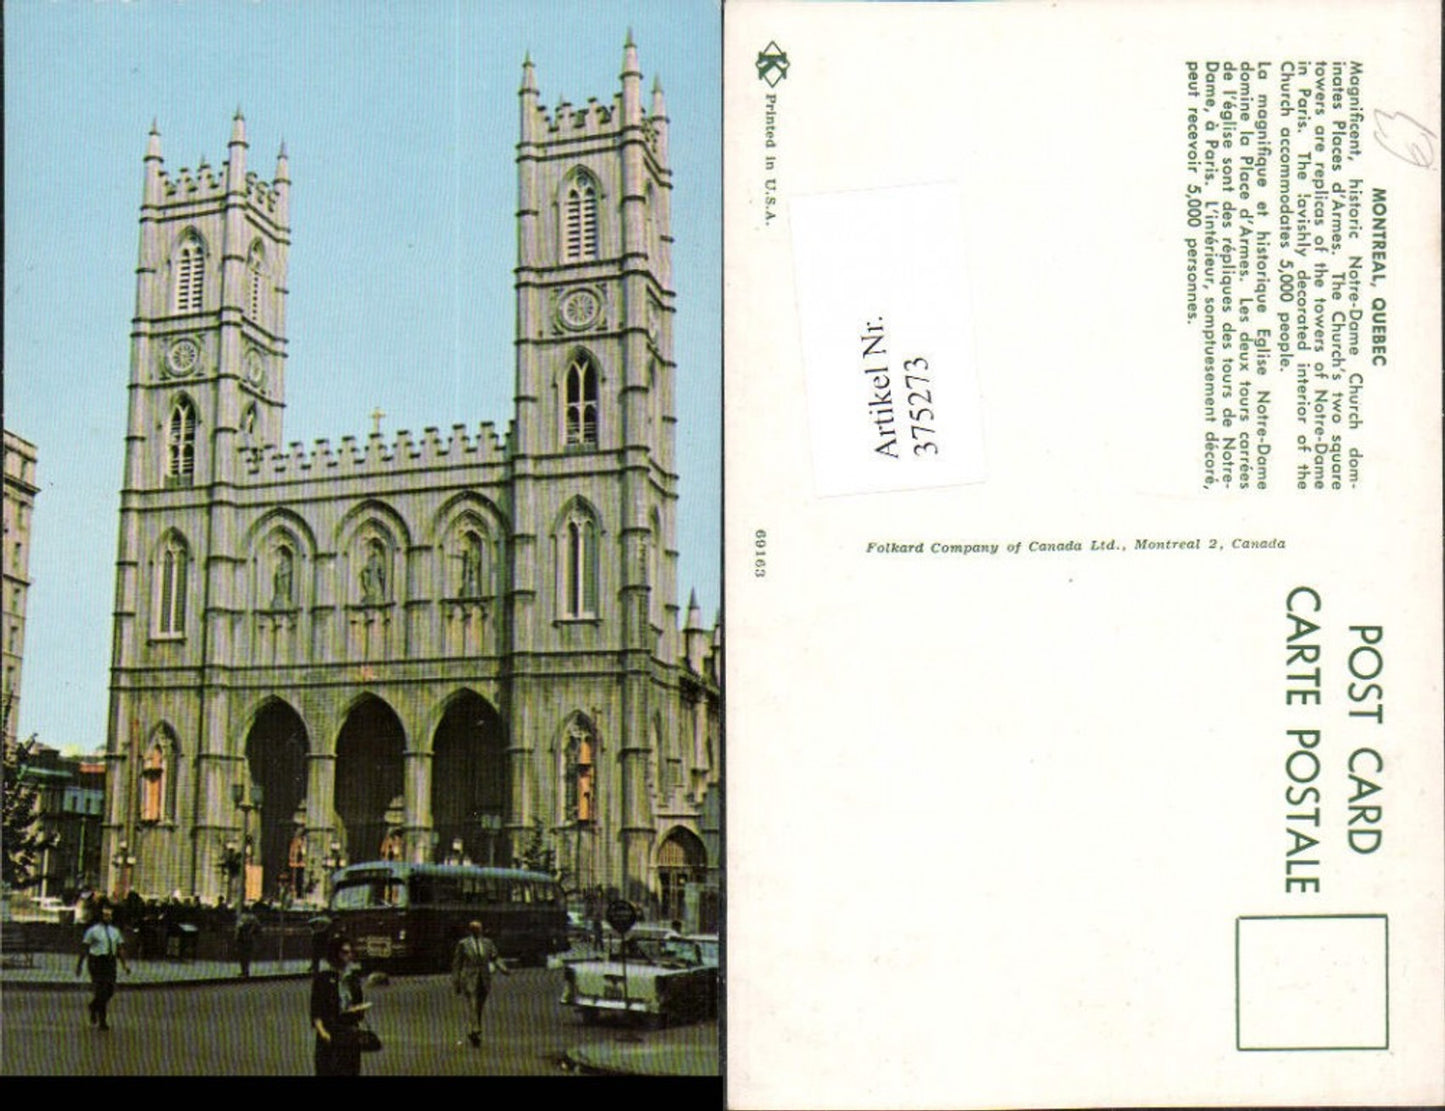 MONTREAL, QUEBEC
Magnificent, historic Notre-Dame Church dom-
inates Places d'Armes. The Church's two square
towers are replicas of the towers of Notre-Dame
in Paris. The lavishly decorated interior of the
Church accommodates 5,000 people.
La magnifique et historique Eglise Notre-Dame
domine la Place d'Armes. Les deux tours carrées
de l'église sont des répliques des tours de Notre-
Dame, à Paris. L'intérieur, somptuesement décoré,
peut recevoir 5,000 personnes.
K
Printed in U.S.A.
Artikel Nr.
375273
69163
Folkard Company of Canada Ltd., Montreal 2, Canada
POST CARD
CARTE POSTALE